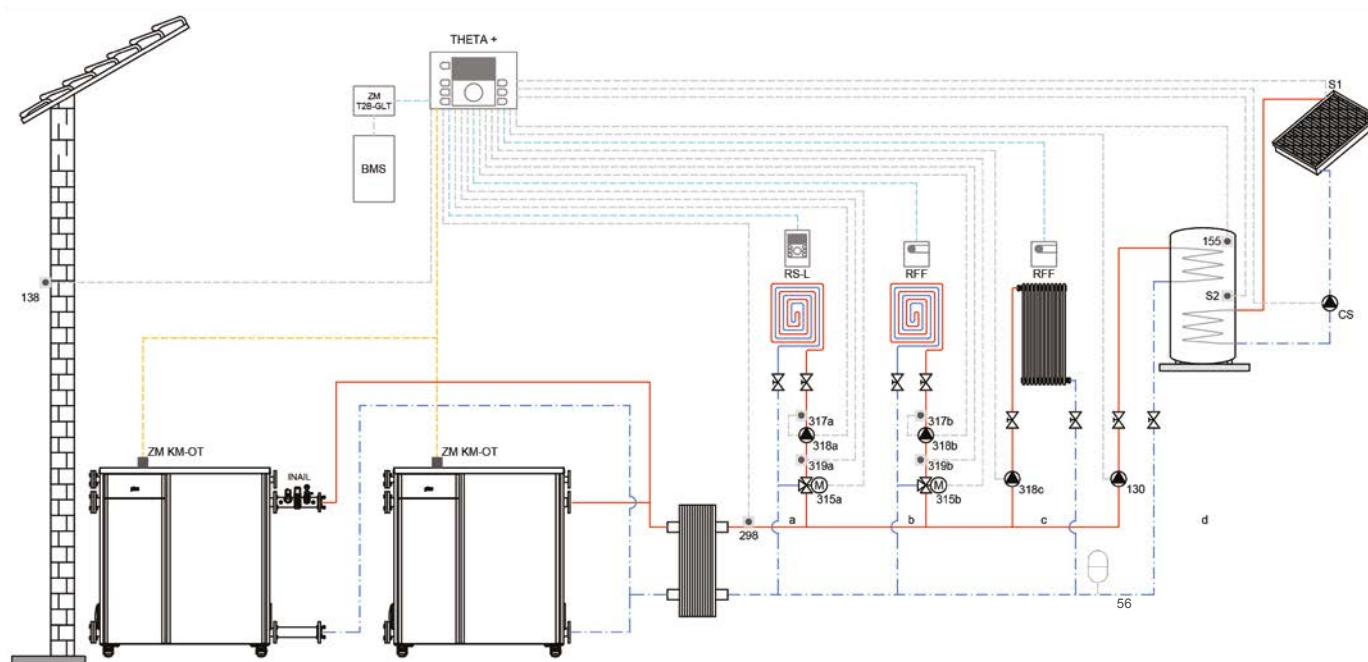 THETA +
ZM
T2B-GLT
BMS
S1
138
RS-L
RFF
RFF
155
S2
CS
317a
318a
319a
M
315a
317b
318b
319b
M
315b
318c
130
ZM KM-OT
INAIL
ZM KM-OT
298
a
b
c
d
56